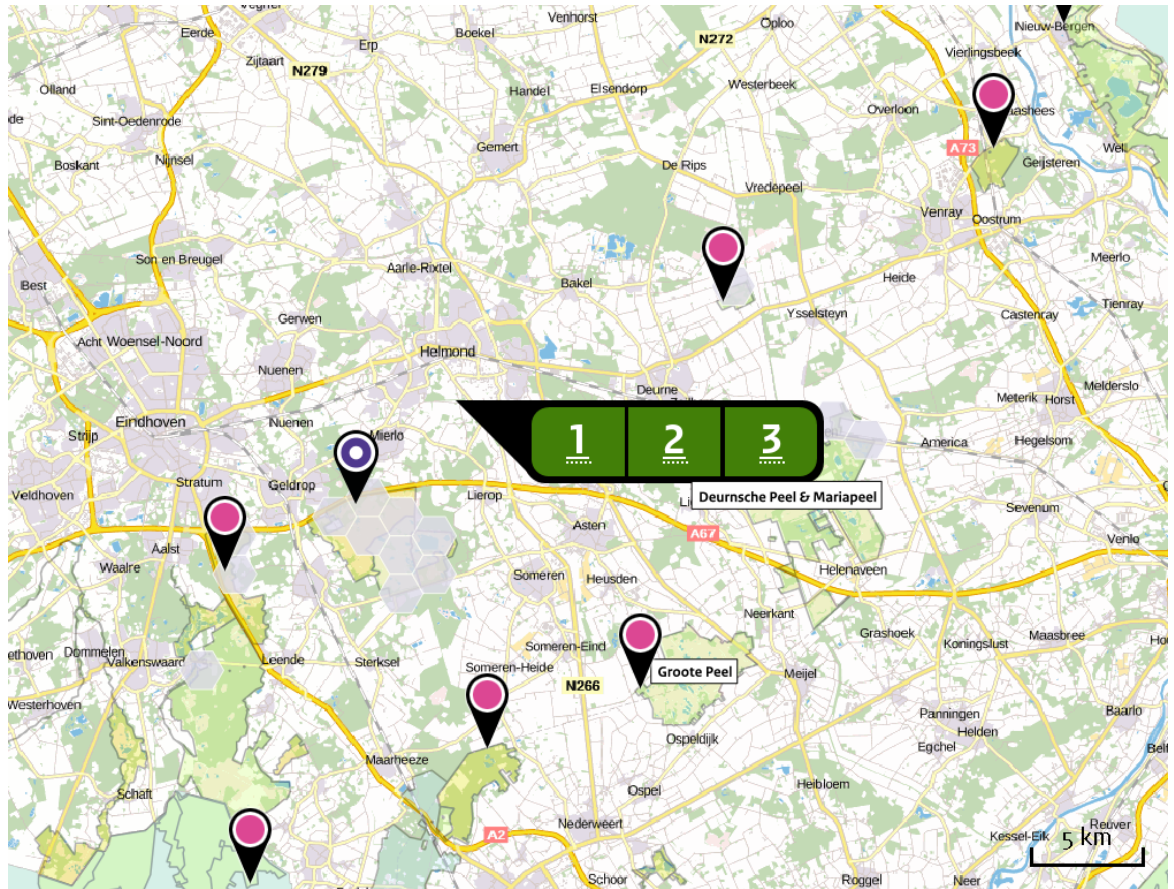 Venhorst
Oploo
Nieuw-Bergen
Eerde
Boekel
N272
Erp
Vierlingsbeek
Zijtaart
N279
Olland
Handel
Elsendorp
Westerbeek
Overloon
Sint-Oedenrode
Gemert
A73
Well
Boskant
Nijnsel
De Rips
Geijsteren
Vredepeel
Venray
Oostrum
Son en Breugel
Aarle-Rixtel
Meerlo
Best
Bakel
Heide
Tienray
Gerwen
Ysselsteyn
Castenray
Acht
Woensel-Noord
Helmond
Nuenen
Deurne
Melderslo
Meterik
Horst
Eindhoven
Nuenen
Strijp
Mierlo
1
2
3
America
Hegelsom
Stratum
Geldrop
Veldhoven
Lierop
Deurnsche Peel & Mariapeel
Sevenum
Asten
A67
Aalst
Venlo
Waalre
Someren
Heusden
Helenaveen
Neerkant
Grashoek
Maasbree
Koningslust
Dommelen
Valkenswaard
Leende
Sterksel
Someren-Eind
Someren-Heide
Groote Peel
Meijel
N266
Westerhoven
Baarlo
Panningen
Helden
Ospeldijk
Egchel
Maarheeze
Heibloem
Schaft
Ospel
Nederweert
A2
Kessel-Eik
Reuver
5 km
Schoor
Roggel
Neer